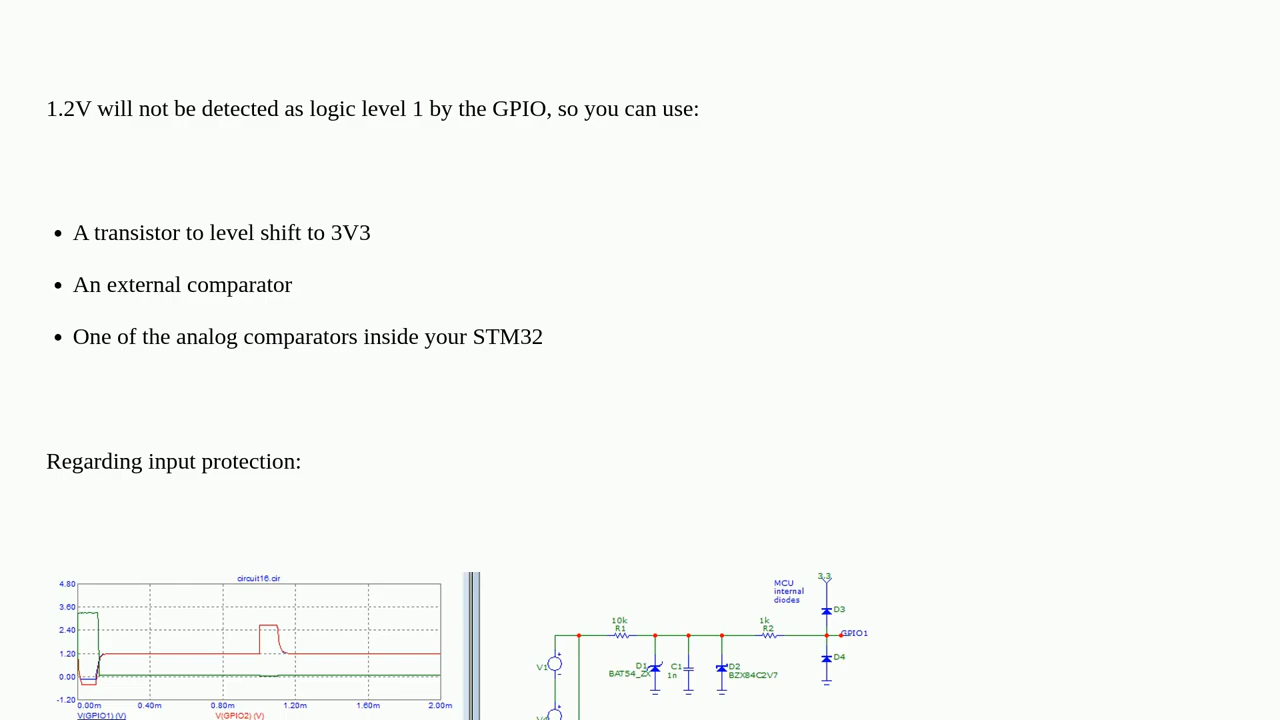 1.2V will not be detected as logic level 1 by the GPIO, so you can use:
• A transistor to level shift to 3V3
• An external comparator
• One of the analog comparators inside your STM32
Regarding input protection:
circuit16.cir
4.80
3.60
2.40
1.20
0.00
-1.20
0.00m 0.40m 0.80m 1.20m 1.60m 2.00m
V(GPIO1) (V) V(GPIO2) (V)
3.3
MCU
internal
diodes
D3
10k
R1
1k
R2
GPIO1
D4
V1
D1
BAT54_ZX
C1
1n
D2
BZX84C2V7